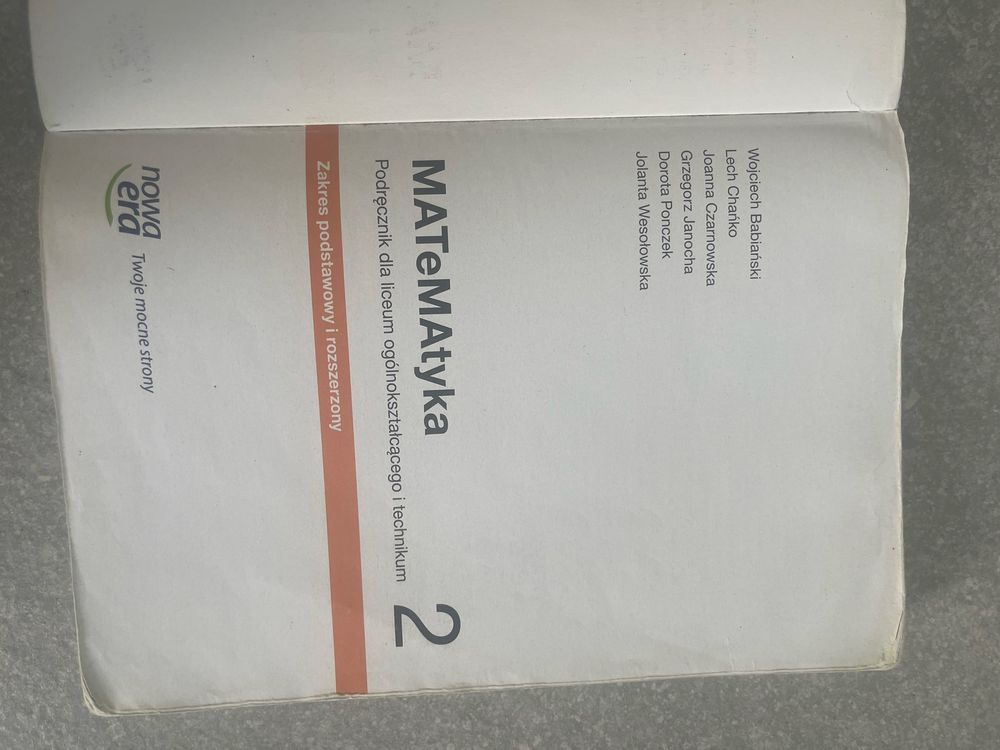 Wojciech Babiański
Lech Chańko
Joanna Czarnowska
Grzegorz Janocha
Dorota Ponczek
Jolanta Wesołowska
MATeMAtyka 2
Podręcznik dla liceum ogólnokształcącego i technikum
Zakres podstawowy i rozszerzony
nowa
era Twoje mocne strony